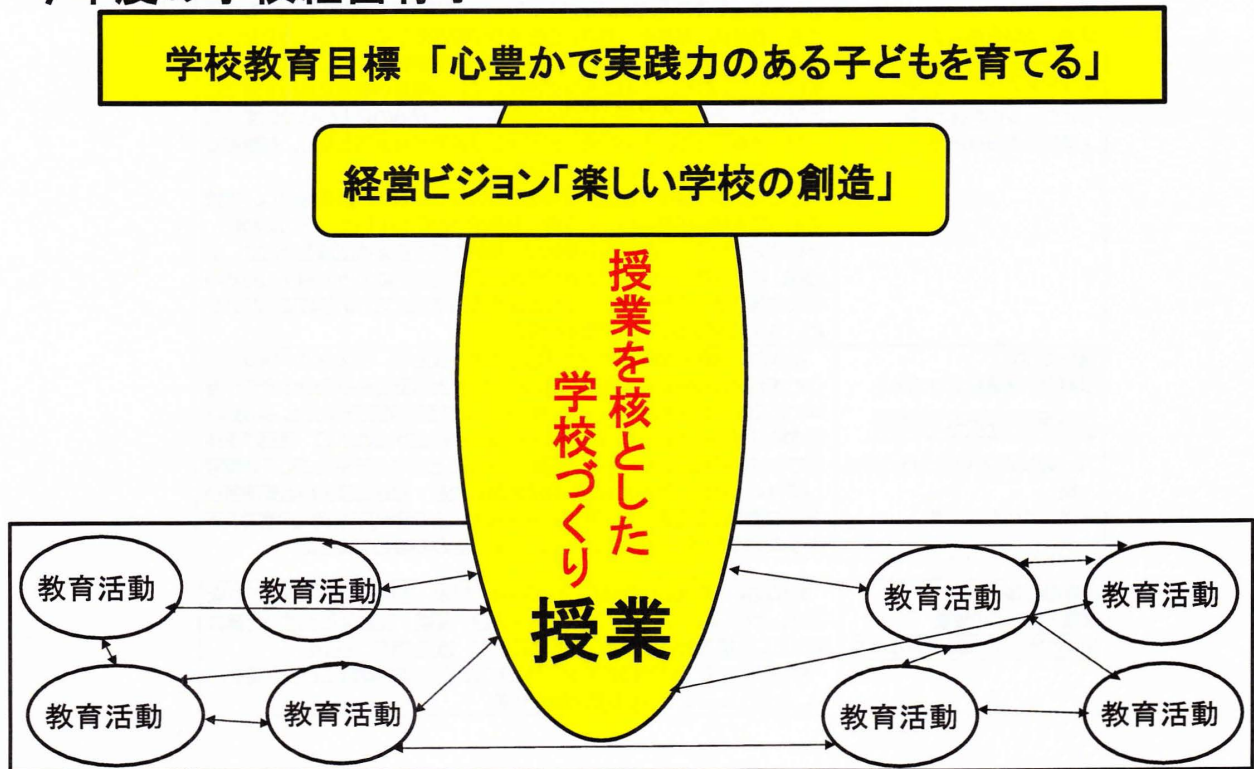 学校教育目標 「心豊かで実践力のある子どもを育てる」
経営ビジョン「楽しい学校の創造」
授業を核とした
学校づくり
授業
教育活動
教育活動
教育活動
教育活動
教育活動
教育活動
教育活動
教育活動